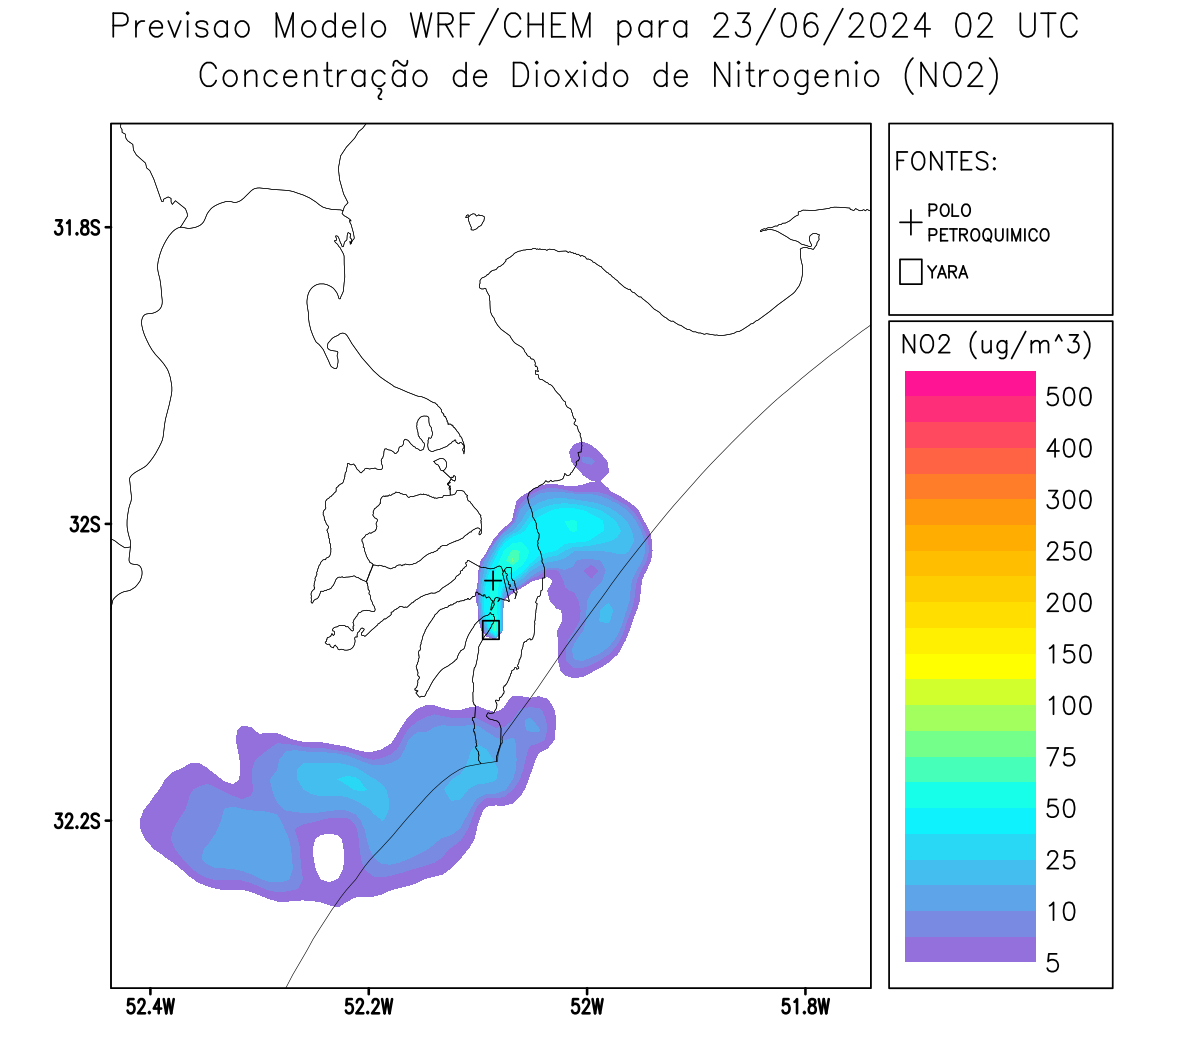 Previsao Modelo WRF/CHEM para 23/06/2024 02 UTC
Concentração de Dioxido de Nitrogenio (NO2)
FONTES:
POLO
PETROQUIMICO
YARA
NO2 (ug/m^3)
500
400
300
250
200
150
100
75
50
25
10
5
31.8S
32S
32.2S
52.4W
52.2W
52W
51.8W